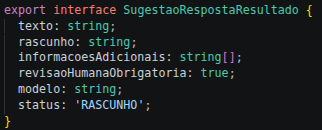 export interface SugestaoRespostaResultado {
  texto: string;
  rascunho: string;
  informacoesAdicionais: string[];
  revisaoHumanaObrigatoria: true;
  modelo: string;
  status: 'RASCUNHO';
}